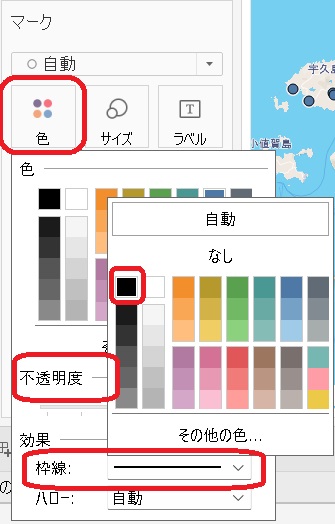 マーク
自動
宇久島
色
サイズ
T
ラベル
小値賀島
色
自動
なし
不透明度
その他の色...
効果
枠線:
の
ハロー:
自動